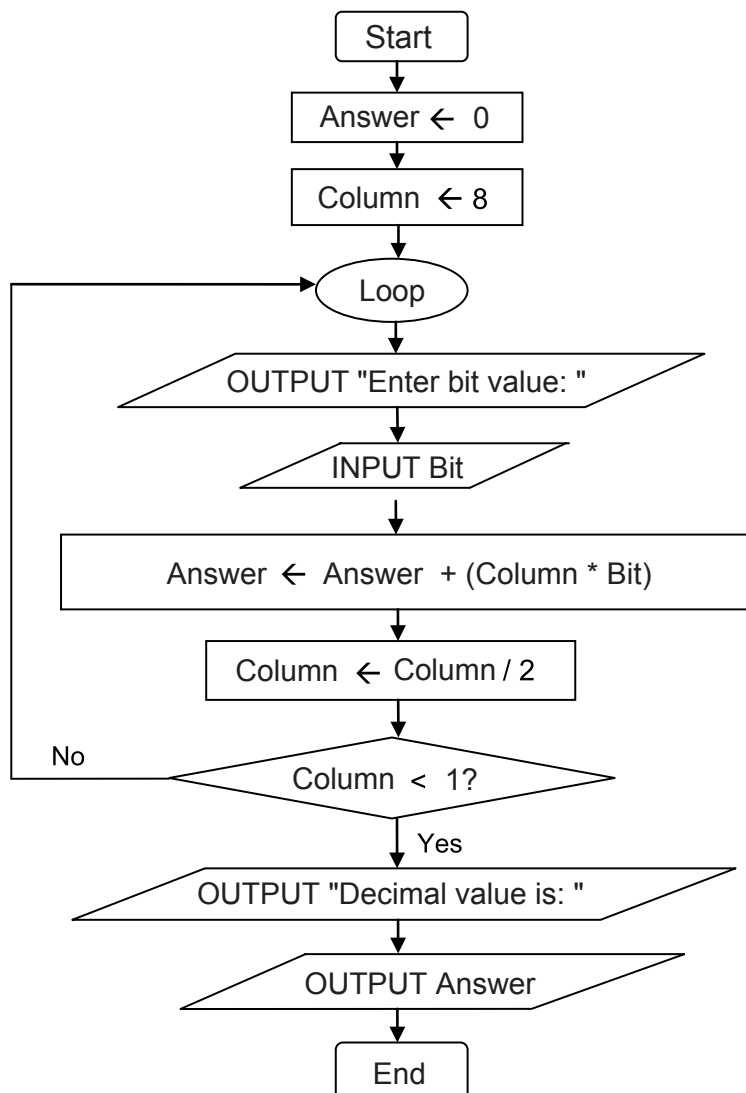 Start
Answer ← 0
Column ← 8
Loop
OUTPUT "Enter bit value: "
INPUT Bit
Answer ← Answer + (Column * Bit)
Column ← Column / 2
No
Column < 1?
Yes
OUTPUT "Decimal value is: "
OUTPUT Answer
End